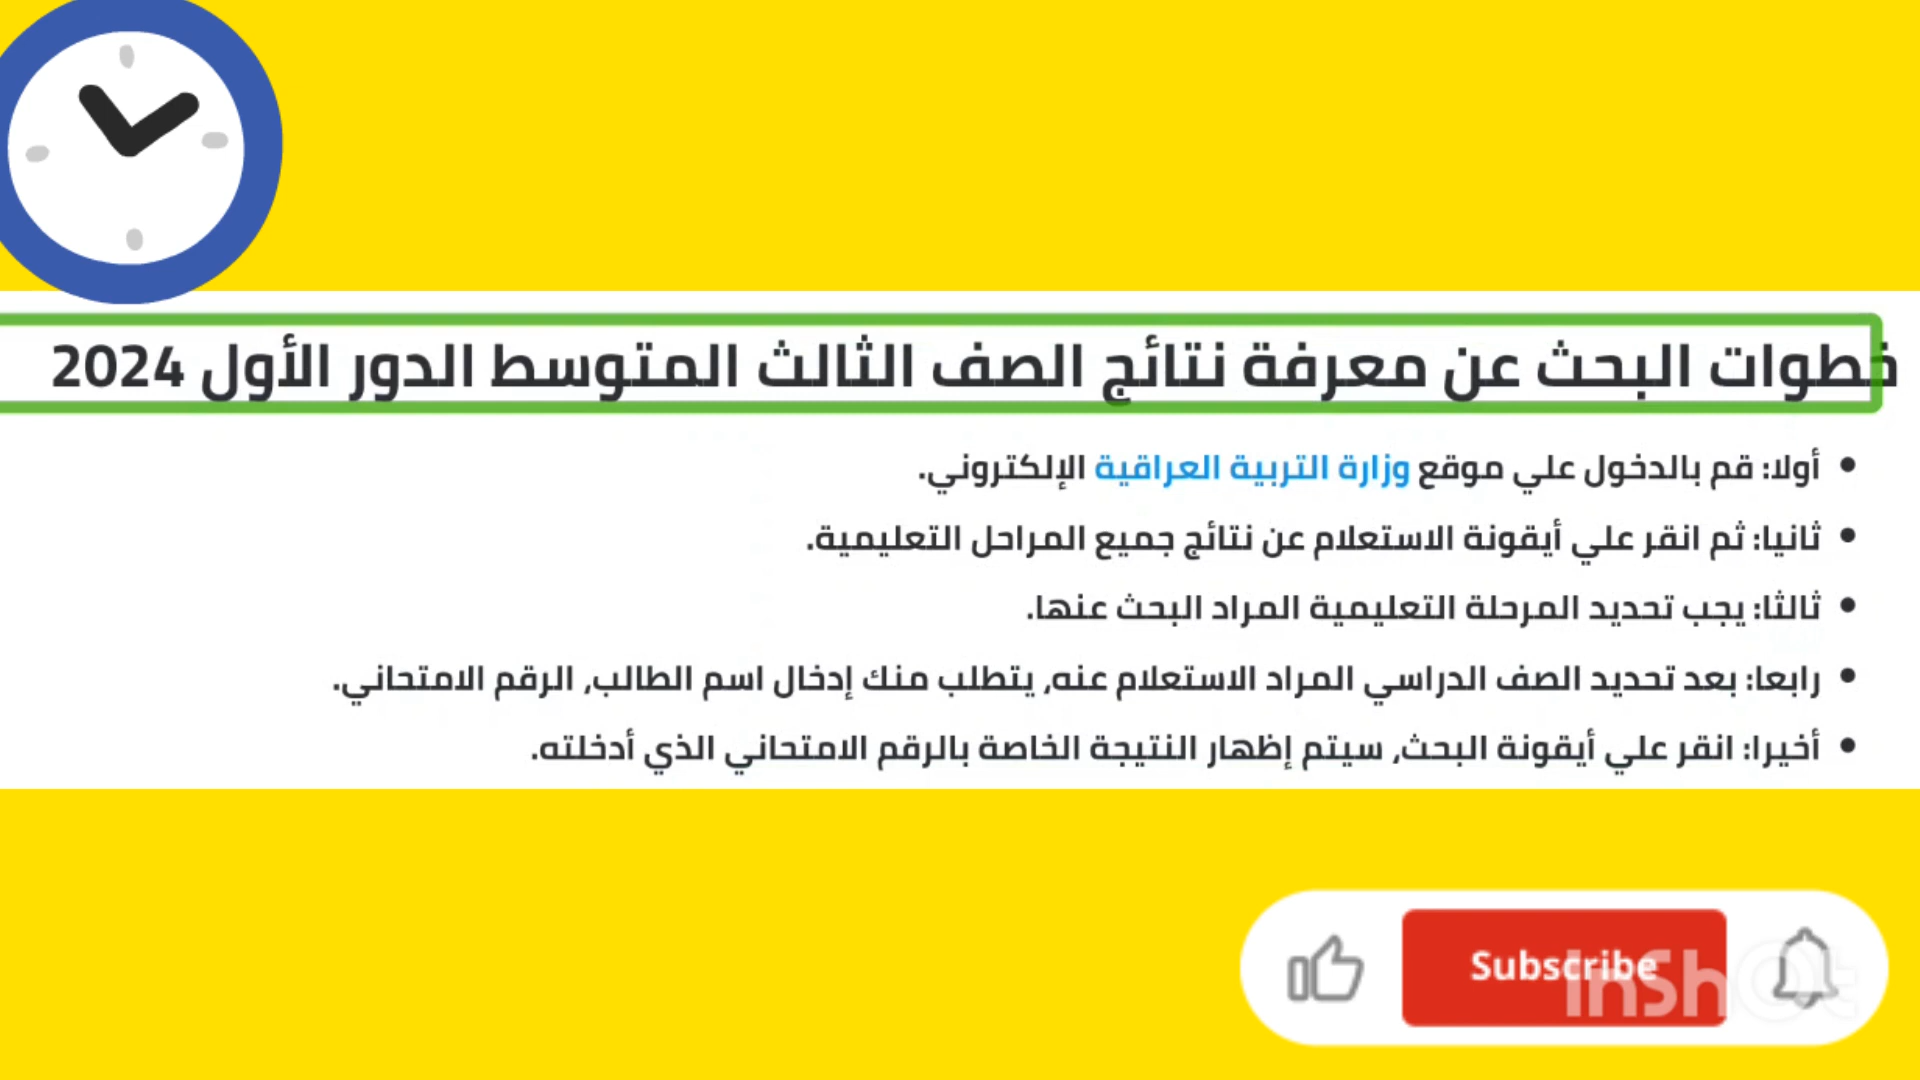 خطوات البحث عن معرفة نتائج الصف الثالث المتوسط الدور الأول 2024
أولا: قم بالدخول علي موقع وزارة التربية العراقية الإلكتروني.
ثانيا: ثم انقر علي أيقونة الاستعلام عن نتائج جميع المراحل التعليمية.
ثالثا: يجب تحديد المرحلة التعليمية المراد البحث عنها.
رابعا: بعد تحديد الصف الدراسي المراد الاستعلام عنه، يتطلب منك إدخال اسم الطالب، الرقم الامتحاني.
أخيرا: انقر علي أيقونة البحث، سيتم إظهار النتيجة الخاصة بالرقم الامتحاني الذي أدخلته.
Subscribe
InShOt